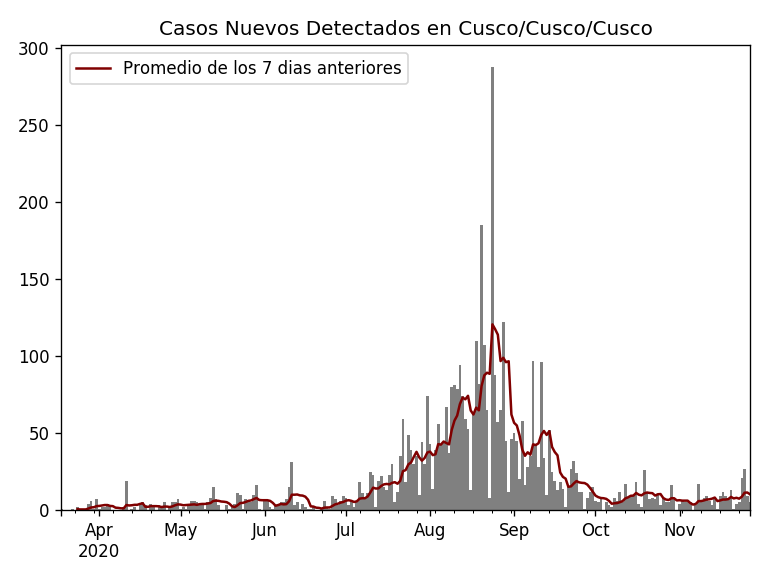 Casos Nuevos Detectados en Cusco/Cusco/Cusco
Promedio de los 7 dias anteriores
300
250
200
150
100
50
0
Apr May Jun Jul Aug Sep Oct Nov
2020